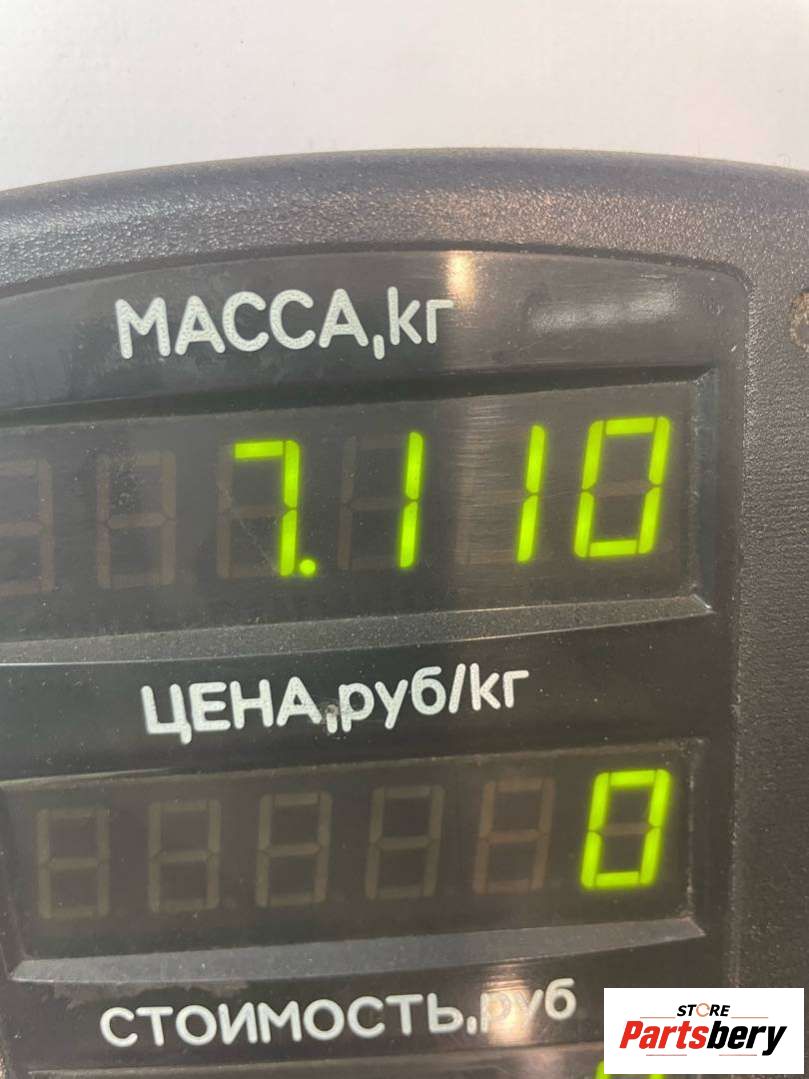 МАССА,кг
7.110
ЦЕНА,руб/кг
0
СТОИМОСТЬ,руб
STORE
Partsbery